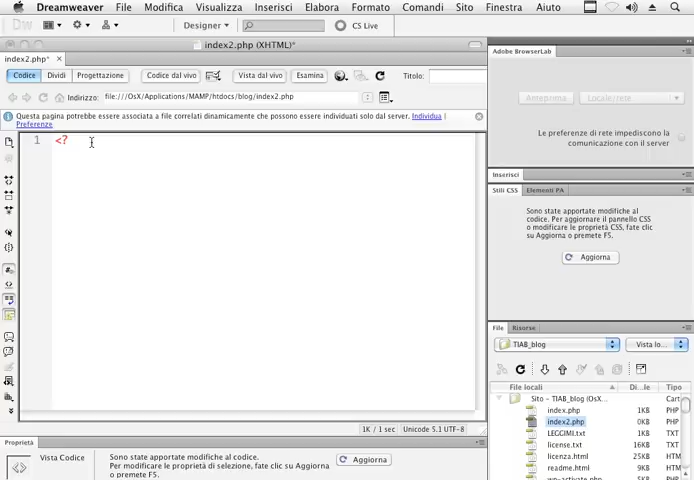 Dreamweaver File Modifica Visualizza Inserisci Elabora Formato Comandi Sito Finestra Aiuto
Dw Designer CS Live
index2.php (XHTML)*
index2.php*
Codice Dividi Progettazione Codice dal vivo Vista dal vivo Esamina Titolo:
Indirizzo: file:///OsX/Applications/MAMP/htdocs/blog/index2.php
Questa pagina potrebbe essere associata a file correlati dinamicamente che possono essere individuati solo dal server. Individua |
Preferenze
1 <?
1K / 1 sec Unicode 5.1 UTF-8
Proprietà
Vista Codice
Sono state apportate modifiche al codice.
Per modificare le proprietà di selezione, fate clic su Aggiorna
o premete F5.
Aggiorna
Adobe BrowserLab
Anteprima Locale/rete
Le preferenze di rete impediscono la
comunicazione con il server
Inserisci
Stili CSS Elementi PA
Sono state apportate modifiche al
codice. Per aggiornare il pannello CSS
o modificare le proprietà CSS, fate clic
su Aggiorna o premete F5.
Aggiorna
File Risorse
TIAB_blog Vista lo...
File locali Di...le Tipo
Sito - TIAB_blog (OsX... Cart
index.php 1KB PHP
index2.php 0KB PHP
LEGGIMI.txt 1KB TXT
license.txt 16KB TXT
licenza.html 25KB HTM
readme.html 9KB HTM
wp-activate.php 5KB PHP